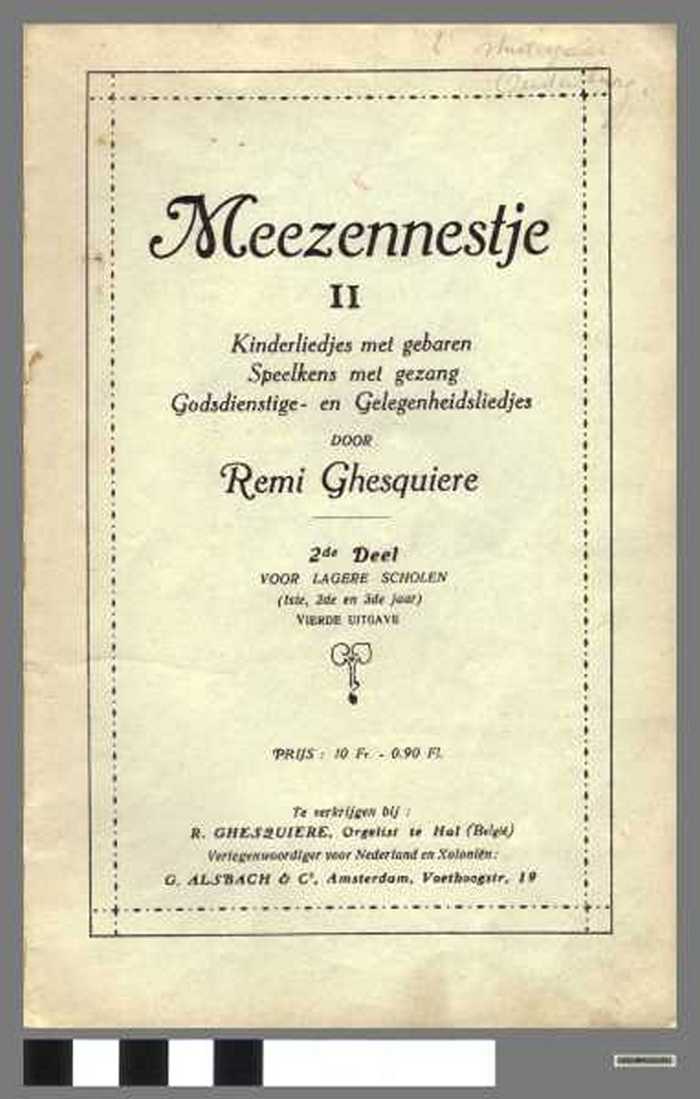 Meezennestje
II
Kinderliedjes met gebaren
Speelkens met gezang
Godsdienstige- en Gelegenheidsliedjes
DOOR
Remi Ghesquiere
2de Deel
VOOR LAGERE SCHOLEN
(1ste, 2de en 3de jaar)
VIERDE UITGAVE
PRIJS : 10 Fr. - 0.90 Fl.
Te verkrijgen bij :
R. GHESQUIERE, Orgelist te Hal (België)
Vertegenwoordiger voor Nederland en Koloniën:
G. ALSBACH & Cº, Amsterdam, Voetboogstr. 19